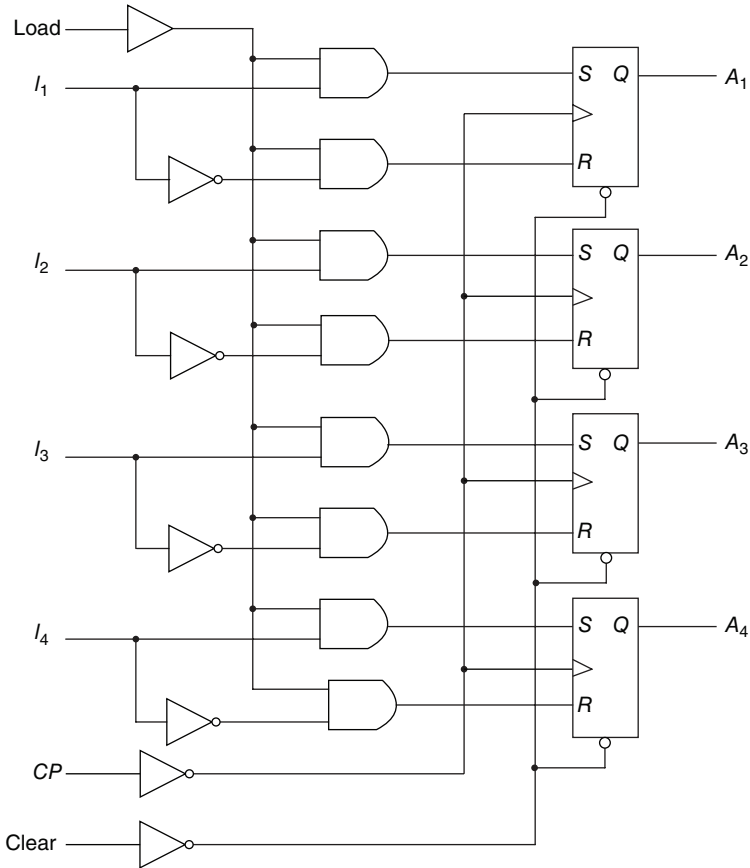 Load
I1
S Q A1
R
I2
S Q A2
R
I3
S Q A3
R
I4
S Q A4
R
CP
Clear